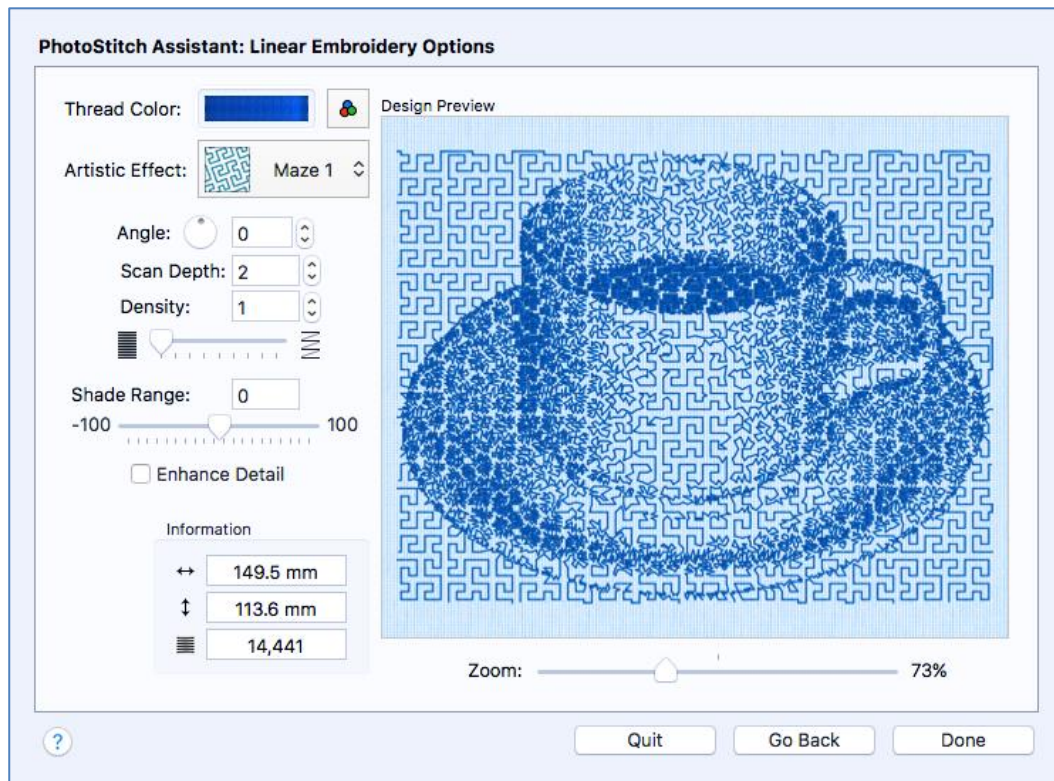 PhotoStitch Assistant: Linear Embroidery Options
Thread Color:
Design Preview
Artistic Effect:
Maze 1
Angle:
0
Scan Depth:
2
Density:
1
Shade Range:
0
-100
100
Enhance Detail
Information
149.5 mm
113.6 mm
14,441
Zoom:
73%
?
Quit
Go Back
Done